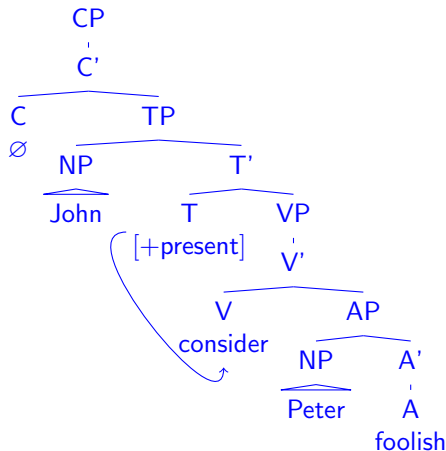 CP
C'
C TP
∅
NP T'
John T VP
[+present]
V'
V AP
consider
NP A'
Peter A
foolish